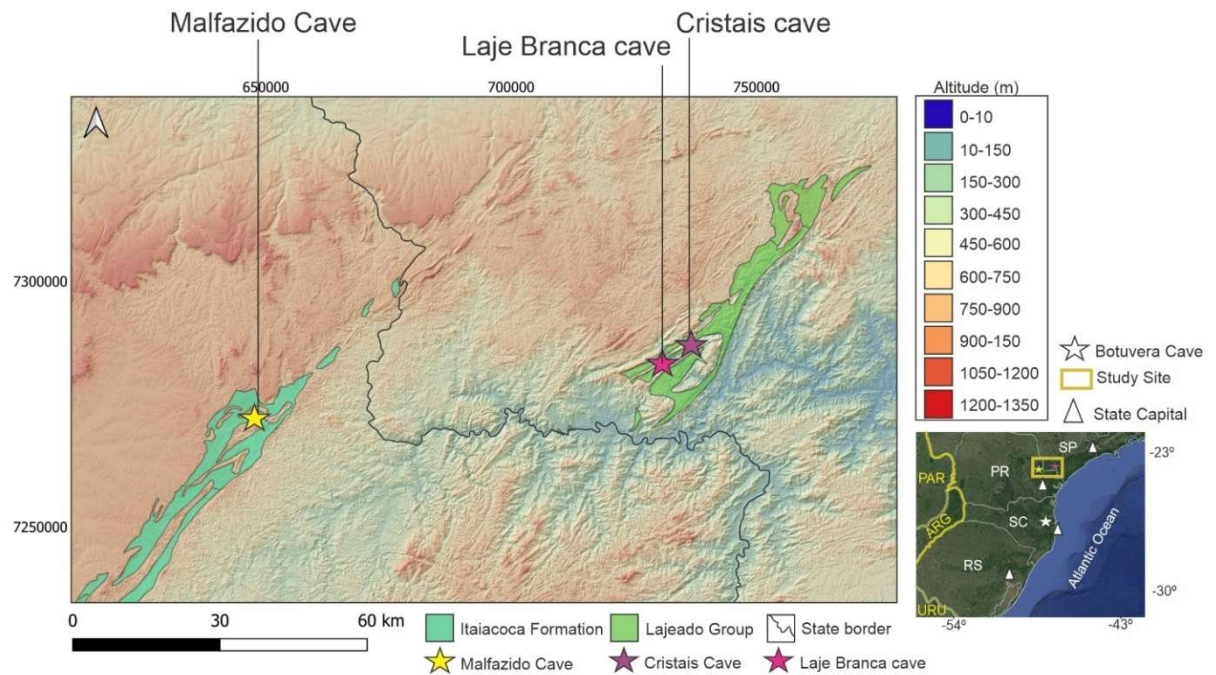 Malfazido Cave
Cristais cave
Laje Branca cave
650000
700000
750000
7300000
7250000
Altitude (m)
0-10
10-150
150-300
300-450
450-600
600-750
750-900
900-150
1050-1200
1200-1350
Botuvera Cave
Study Site
State Capital
SP
-23°
PR
PAR
ARG
SC
Atlantic Ocean
RS
URU
-30°
-54°
-43°
0 30 60 km
Itaiacoca Formation
Lajeado Group
State border
Malfazido Cave
Cristais Cave
Laje Branca cave